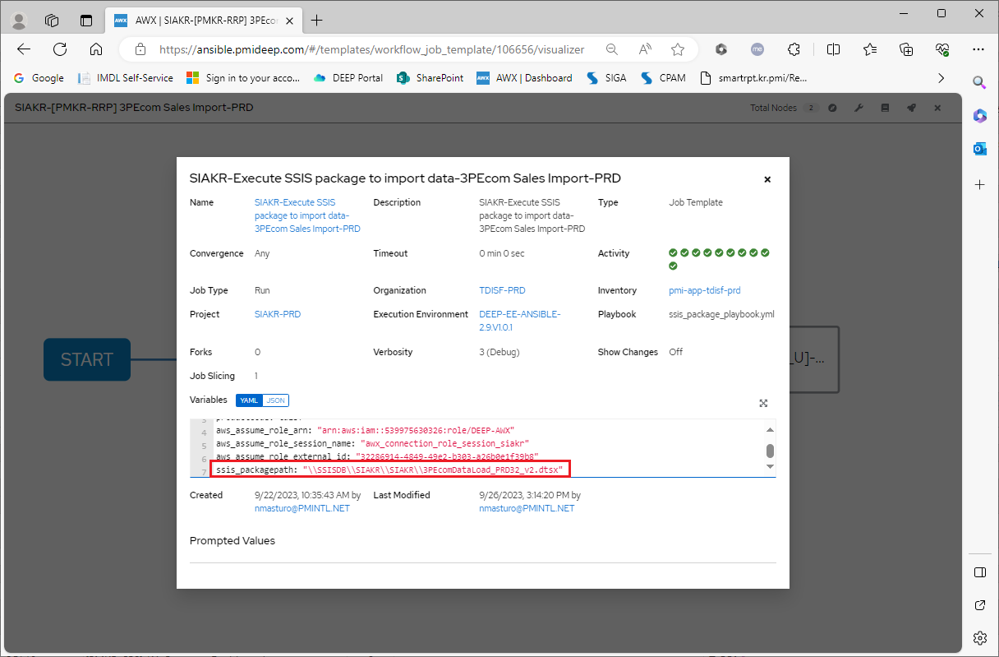 AWX | SIAKR-[PMKR-RRP] 3PEcor
https://ansible.pmideep.com/#/templates/workflow_job_template/106656/visualizer
Google IMDL Self-Service Sign in to your acco... DEEP Portal SharePoint AWX | Dashboard SIGA CPAM smartrpt.kr.pmi/Re...
SIAKR-[PMKR-RRP] 3PEcom Sales Import-PRD
Total Nodes 2
SIAKR-Execute SSIS package to import data-3PEcom Sales Import-PRD
Name SIAKR-Execute SSIS Description SIAKR-Execute SSIS Type Job Template
package to import data- package to import data-
3PEcom Sales Import-PRD 3PEcom Sales Import-PRD
Convergence Any Timeout 0 min 0 sec Activity
Job Type Run Organization TDISF-PRD Inventory pmi-app-tdisf-prd
Project SIAKR-PRD Execution Environment DEEP-EE-ANSIBLE- Playbook ssis_package_playbook.yml
2.9.V1.0.1
START
_U]-...
Forks 0 Verbosity 3 (Debug) Show Changes Off
Job Slicing 1
Variables YAML JSON
3
4 aws_assume_role_arn: "arn:aws:iam::539975630326:role/DEEP-AWX"
5 aws_assume_role_session_name: "awx_connection_role_session_siakr"
6 aws_assume_role_external_id: "32286914-4849-49e2-b303-a26b0e1f39b8"
7 ssis_packagepath: "\\SSISDB\\SIAKR\\SIAKR\\3PEcomDataLoad_PRD32_v2.dtsx"
Created 9/22/2023, 10:35:43 AM by Last Modified 9/26/2023, 3:14:20 PM by
nmasturo@PMINTL.NET nmasturo@PMINTL.NET
Prompted Values